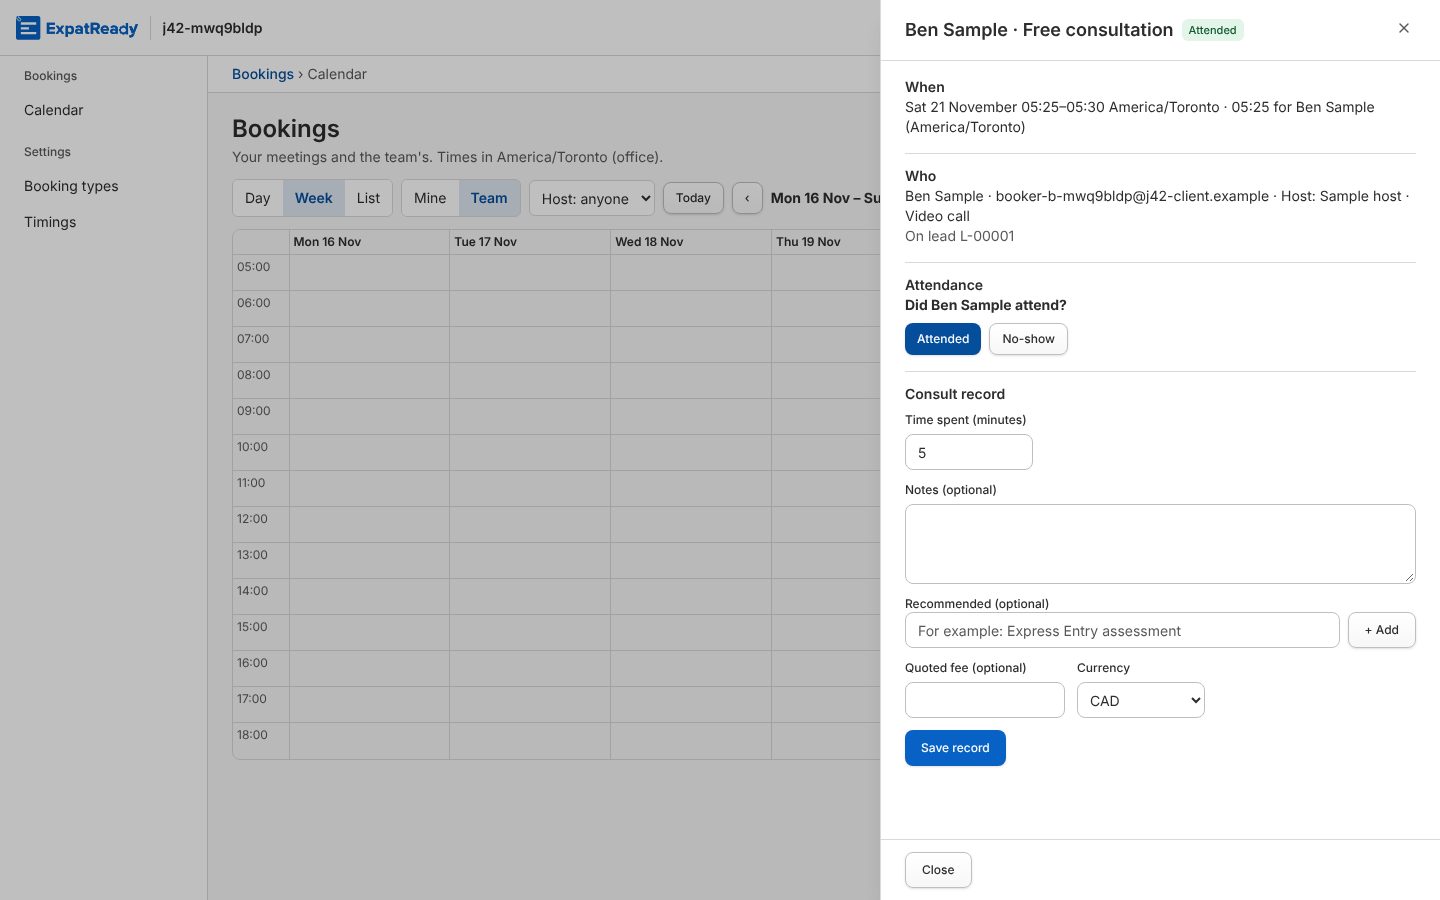 ExpatReady
j42-mwq9bldp
Bookings
Calendar
Settings
Booking types
Timings
Bookings › Calendar
Bookings
Your meetings and the team's. Times in America/Toronto (office).
Day Week List Mine Team Host: anyone Today ‹ Mon 16 Nov – Su
Mon 16 Nov Tue 17 Nov Wed 18 Nov Thu 19 Nov
05:00
06:00
07:00
08:00
09:00
10:00
11:00
12:00
13:00
14:00
15:00
16:00
17:00
18:00
Ben Sample · Free consultation Attended ×
When
Sat 21 November 05:25–05:30 America/Toronto · 05:25 for Ben Sample
(America/Toronto)
Who
Ben Sample · booker-b-mwq9bldp@j42-client.example · Host: Sample host ·
Video call
On lead L-00001
Attendance
Did Ben Sample attend?
Attended No-show
Consult record
Time spent (minutes)
5
Notes (optional)
Recommended (optional)
For example: Express Entry assessment + Add
Quoted fee (optional) Currency
CAD
Save record
Close